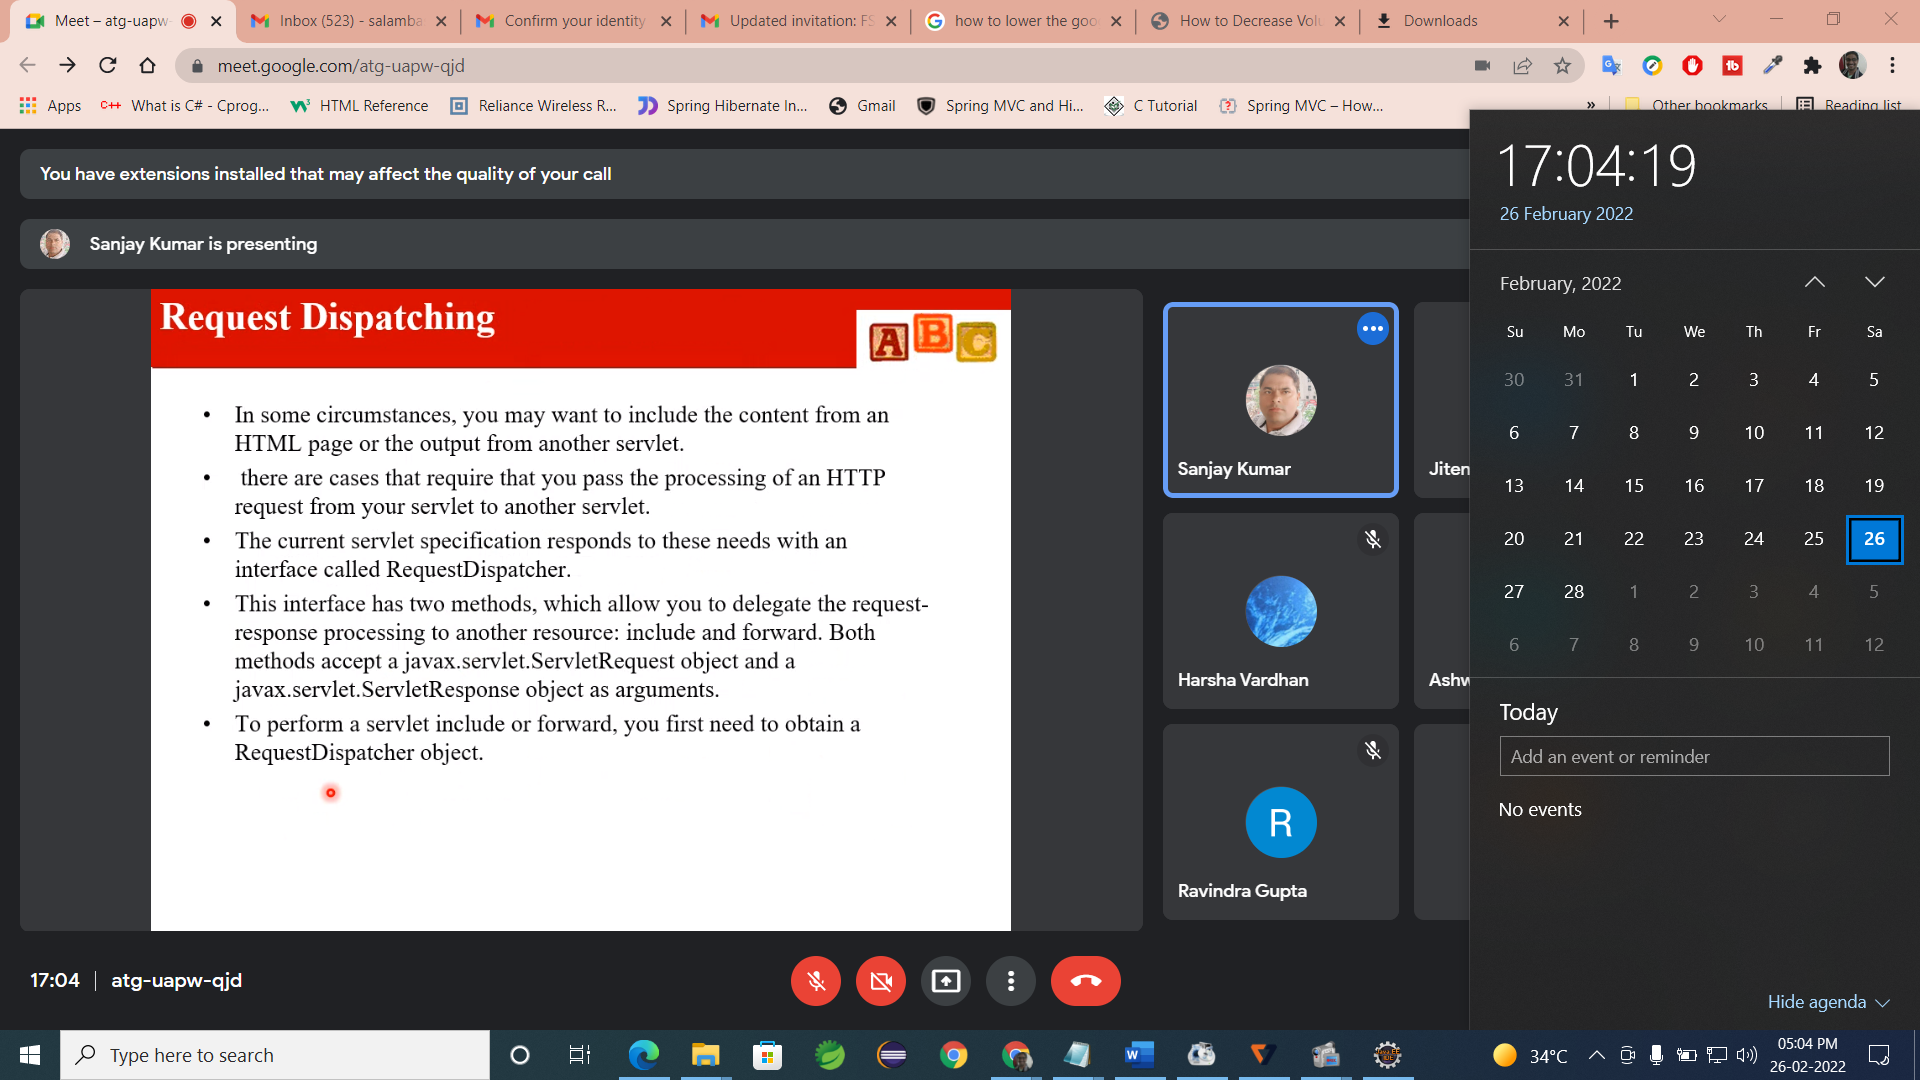 Meet – atg-uapw-
Inbox (523) - salamba
Confirm your identity
Updated invitation: FS
how to lower the goo
How to Decrease Volu
Downloads
meet.google.com/atg-uapw-qjd
Apps
C++ What is C# - Cprog...
HTML Reference
Reliance Wireless R...
Spring Hibernate In...
Gmail
Spring MVC and Hi...
C Tutorial
Spring MVC – How...
»
Other bookmarks
Reading list
You have extensions installed that may affect the quality of your call
Sanjay Kumar is presenting
Request Dispatching
A B C
• In some circumstances, you may want to include the content from an
HTML page or the output from another servlet.
• there are cases that require that you pass the processing of an HTTP
request from your servlet to another servlet.
• The current servlet specification responds to these needs with an
interface called RequestDispatcher.
• This interface has two methods, which allow you to delegate the request-
response processing to another resource: include and forward. Both
methods accept a javax.servlet.ServletRequest object and a
javax.servlet.ServletResponse object as arguments.
• To perform a servlet include or forward, you first need to obtain a
RequestDispatcher object.
Sanjay Kumar
Jiten
Harsha Vardhan
Ashw
R
Ravindra Gupta
17:04:19
26 February 2022
February, 2022
Su Mo Tu We Th Fr Sa
30 31 1 2 3 4 5
6 7 8 9 10 11 12
13 14 15 16 17 18 19
20 21 22 23 24 25 26
27 28 1 2 3 4 5
6 7 8 9 10 11 12
Today
Add an event or reminder
No events
Hide agenda
17:04 | atg-uapw-qjd
Type here to search
34°C
05:04 PM
26-02-2022